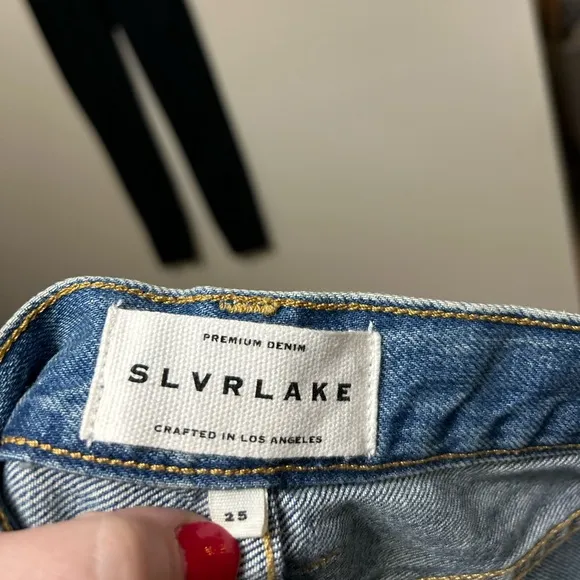 PREMIUM DENIM
SLVRLAKE
CRAFTED IN LOS ANGELES
25